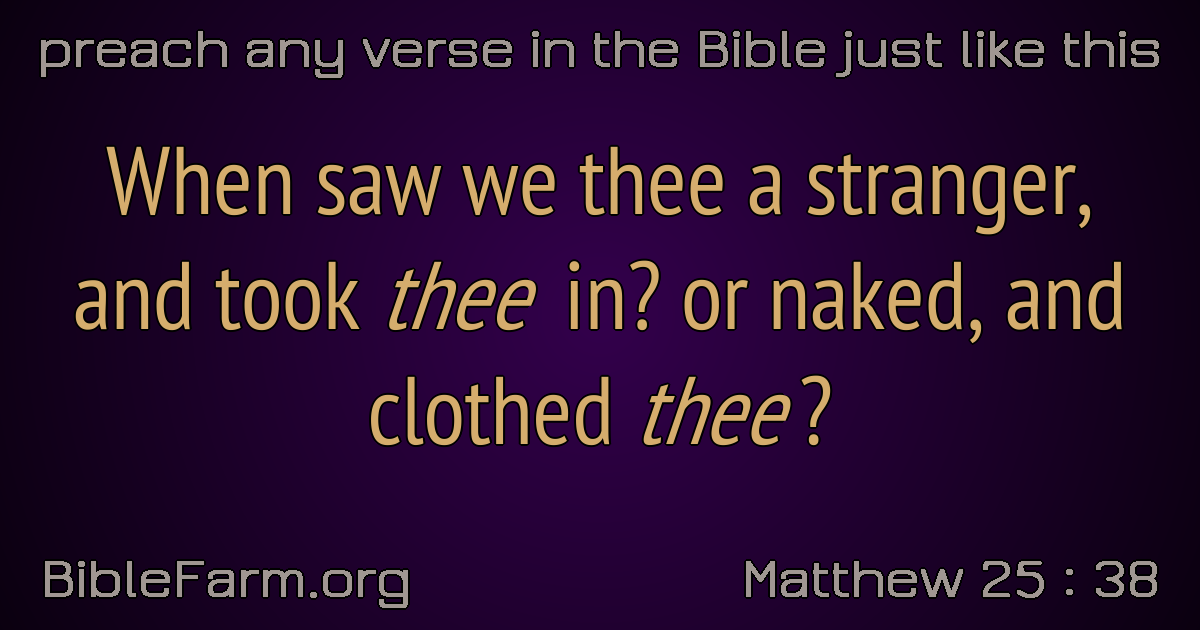 preach any verse in the Bible just like this
When saw we thee a stranger,
and took thee in? or naked, and
clothed thee?
BibleFarm.org
Matthew 25 : 38